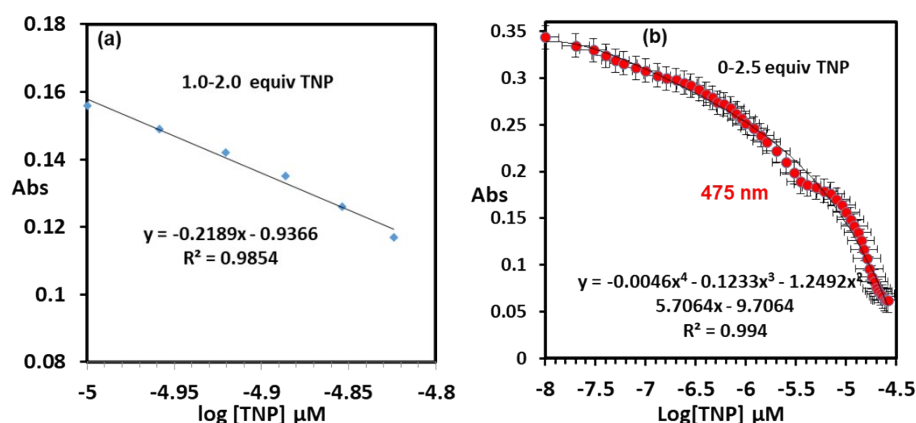 (a)
0.18
0.16
0.14
0.12
0.1
0.08
Abs
1.0-2.0 equiv TNP
y = -0.2189x - 0.9366
R² = 0.9854
-5 -4.95 -4.9 -4.85 -4.8
log [TNP] µM
(b)
0.35
0.3
0.25
0.2
0.15
0.1
0.05
0
Abs
0-2.5 equiv TNP
475 nm
y = -0.0046x⁴ - 0.1233x³ - 1.2492x² -
5.7064x - 9.7064
R² = 0.994
-8 -7.5 -7 -6.5 -6 -5.5 -5 -4.5
Log[TNP] µM